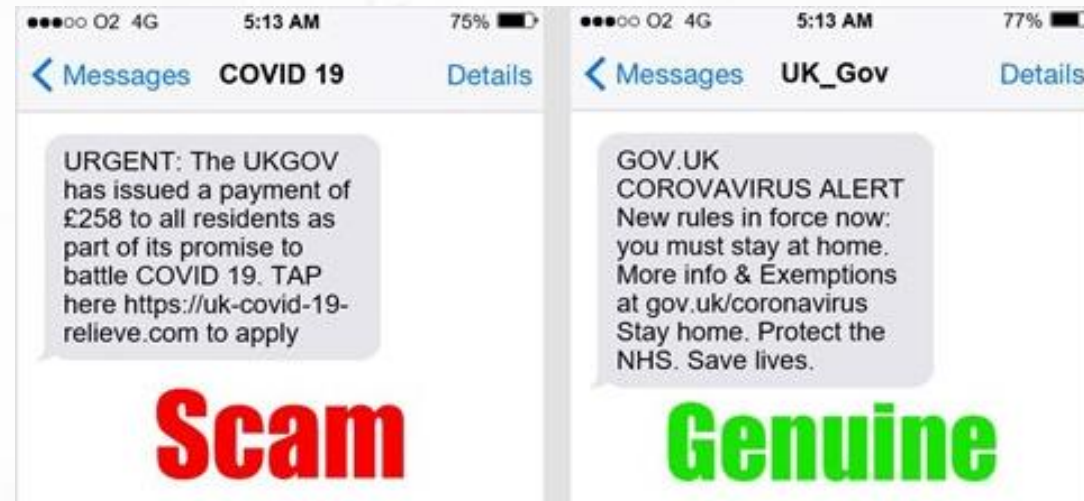 ●●●○○ O2 4G 5:13 AM 75%
Messages COVID 19 Details
URGENT: The UKGOV
has issued a payment of
£258 to all residents as
part of its promise to
battle COVID 19. TAP
here https://uk-covid-19-
relieve.com to apply
Scam
●●●○○ O2 4G 5:13 AM 77%
Messages UK_Gov Details
GOV.UK
COROVAVIRUS ALERT
New rules in force now:
you must stay at home.
More info & Exemptions
at gov.uk/coronavirus
Stay home. Protect the
NHS. Save lives.
Genuine